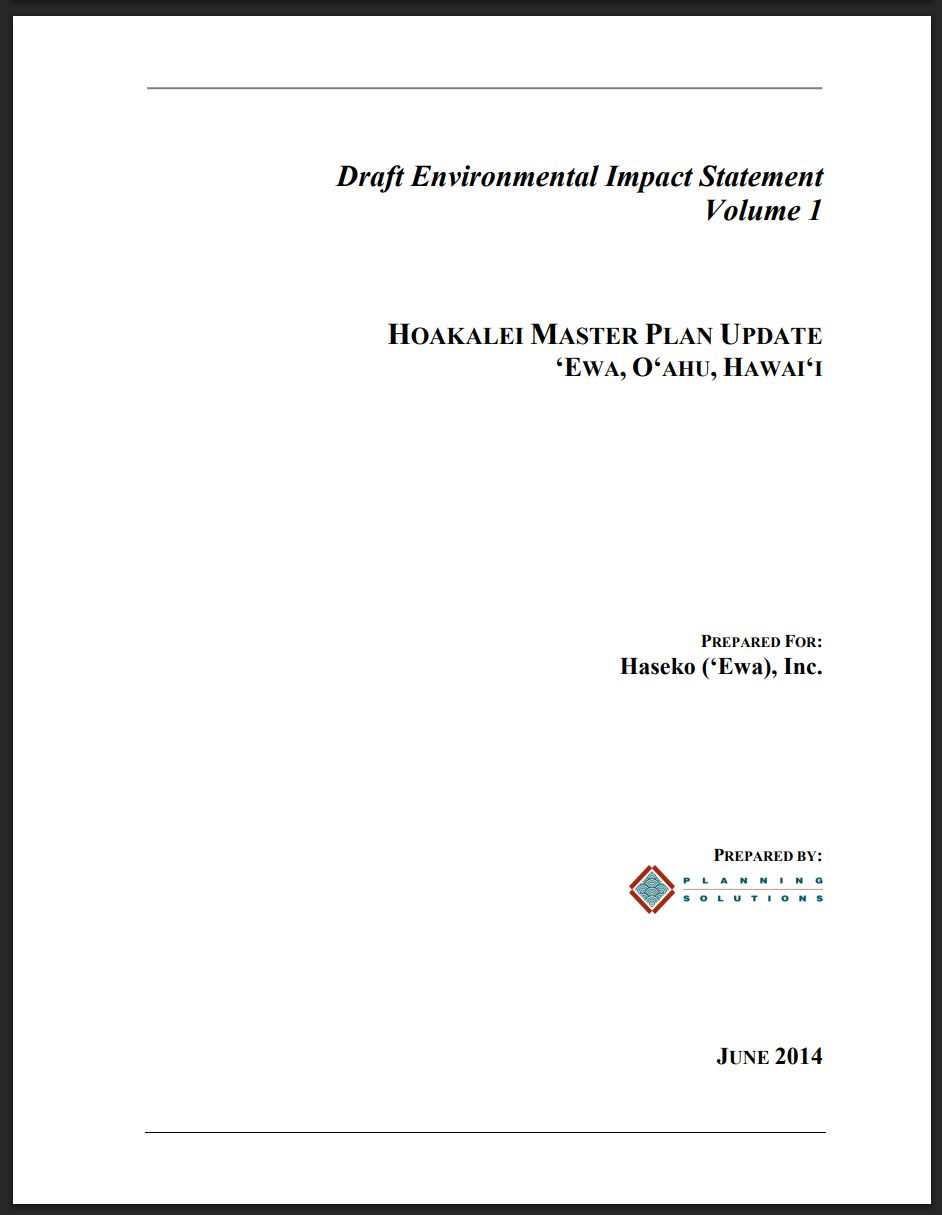 Draft Environmental Impact Statement
Volume 1
HOAKALEI MASTER PLAN UPDATE
‘EWA, O‘AHU, HAWAI‘I
PREPARED FOR:
Haseko (‘Ewa), Inc.
PREPARED BY:
PLANNING
SOLUTIONS
JUNE 2014